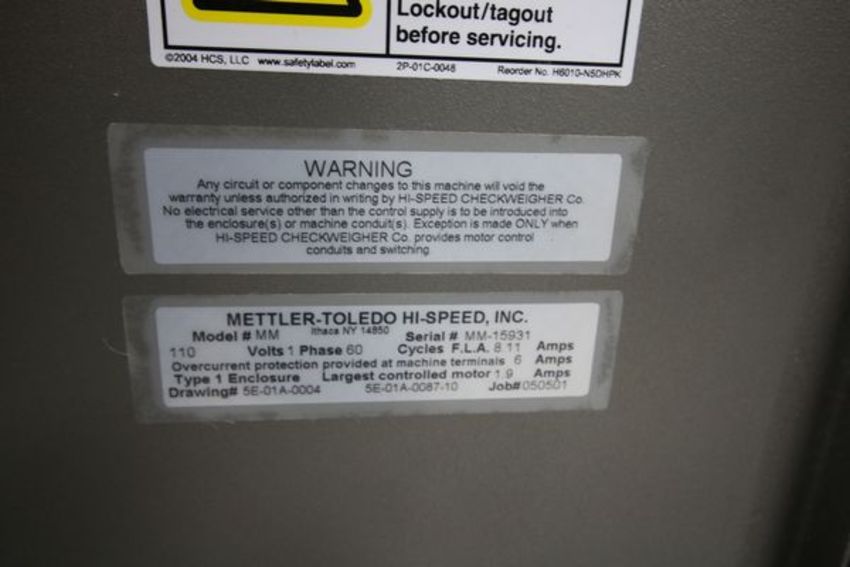 Lockout/tagout
before servicing.
©2004 HCS, LLC www.safetylabel.com 2P-01C-0048 Reorder No. H6010-N5DHPK
WARNING
Any circuit or component changes to this machine will void the
warranty unless authorized in writing by HI-SPEED CHECKWEIGHER Co.
No electrical service other than the control supply is to be introduced into
the enclosure(s) or machine conduit(s). Exception is made ONLY when
HI-SPEED CHECKWEIGHER Co. provides motor control
conduits and switching
METTLER-TOLEDO HI-SPEED, INC.
Ithaca NY 14850
Model # MM Serial # MM-15931
110 Volts 1 Phase 60 Cycles F.L.A. 8.11 Amps
Overcurrent protection provided at machine terminals 6 Amps
Type 1 Enclosure Largest controlled motor 1.9 Amps
Drawing# 5E-01A-0004 5E-01A-0087-10 Job# 050501